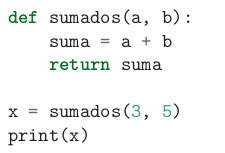 def sumados(a, b):
    suma = a + b
    return suma

x = sumados(3, 5)
print(x)